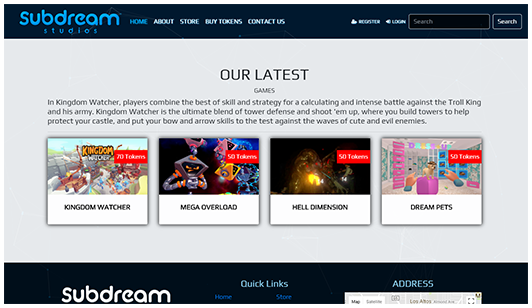 subdream
studios
HOME ABOUT STORE BUY TOKENS CONTACT US
REGISTER LOGIN Search Search
OUR LATEST
GAMES
In Kingdom Watcher, players combine the best of skill and strategy for a calculating and intense battle against the Troll King
and his army. Kingdom Watcher is the ultimate blend of tower defense and shoot 'em up, where you build towers to help
protect your castle, and put your bow and arrow skills to the test against the waves of cute and evil enemies.
KINGDOM
WATCHER
70 Tokens
50 Tokens
50 Tokens
50 Tokens
KINGDOM WATCHER
MEGA OVERLOAD
HELL DIMENSION
DREAM PETS
subdream
Quick Links
Home Store
ADDRESS
Map Satellite
Los Altos